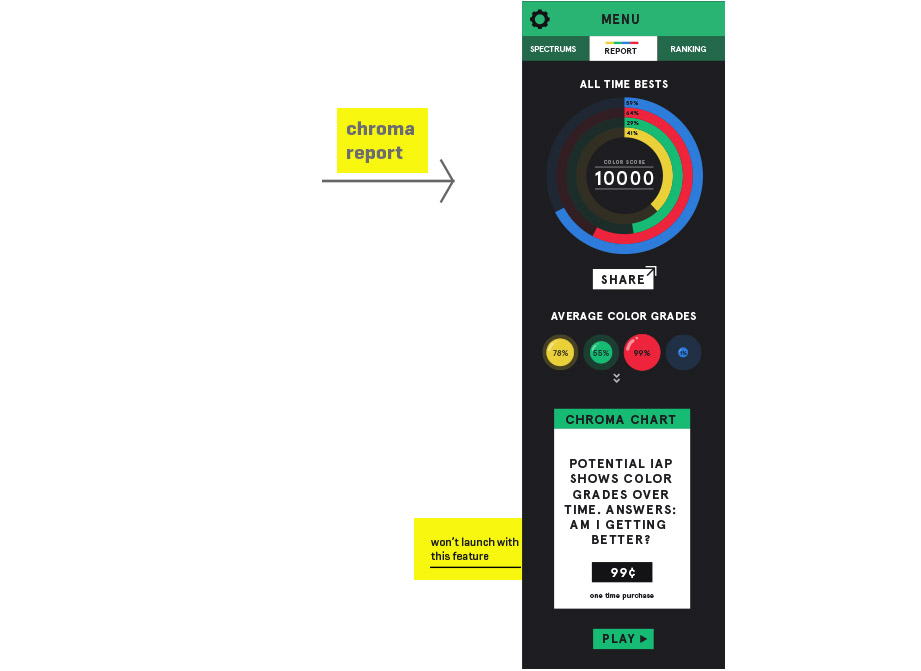 MENU
SPECTRUMS
REPORT
RANKING
ALL TIME BESTS
chroma
report
64%
29%
41%
COLOR SCORE
10000
SHARE
AVERAGE COLOR GRADES
78%
55%
99%
CHROMA CHART
POTENTIAL IAP
SHOWS COLOR
GRADES OVER
TIME. ANSWERS:
AM I GETTING
BETTER?
won't launch with
this feature
99¢
one time purchase
PLAY